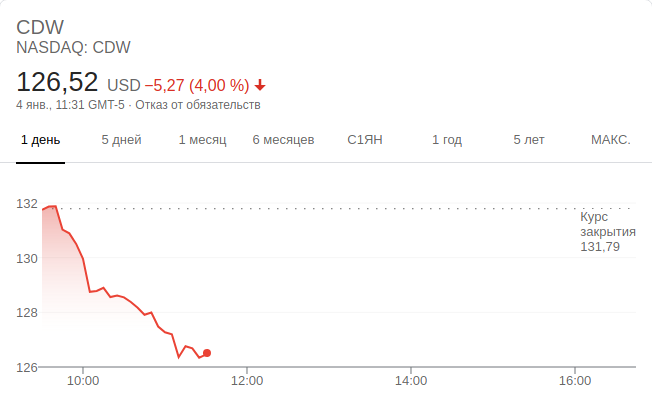 CDW
NASDAQ: CDW
126,52 USD −5,27 (4,00 %)
4 янв., 11:31 GMT-5 · Отказ от обязательств
1 день 5 дней 1 месяц 6 месяцев С1ЯН 1 год 5 лет МАКС.
132
Курс
закрытия
131,79
130
128
126
10:00 12:00 14:00 16:00